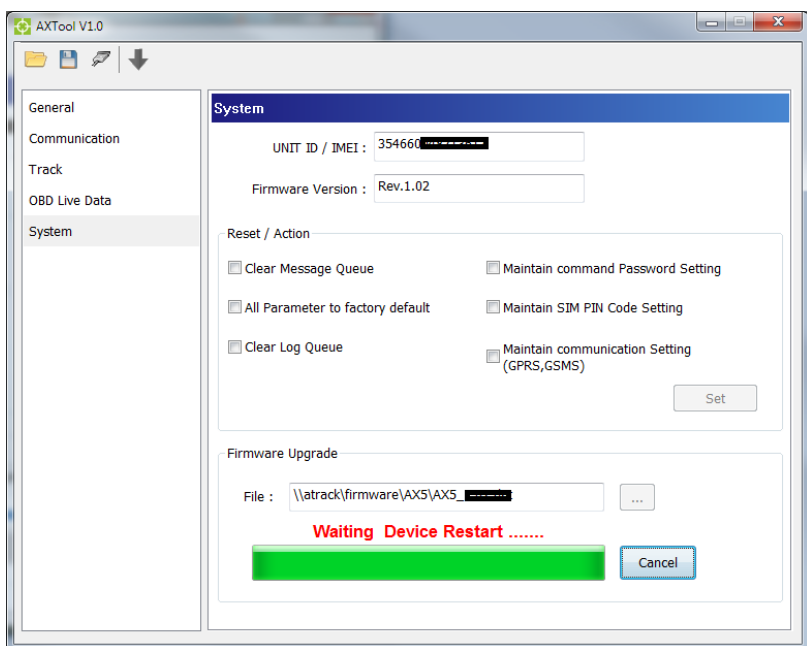 AXTool V1.0
General
Communication
Track
OBD Live Data
System
System
UNIT ID / IMEI : 354660
Firmware Version : Rev.1.02
Reset / Action
Clear Message Queue
Maintain command Password Setting
All Parameter to factory default
Maintain SIM PIN Code Setting
Clear Log Queue
Maintain communication Setting
(GPRS,GSMS)
Set
Firmware Upgrade
File : \\atrack\firmware\AX5\AX5_
...
Waiting Device Restart .......
Cancel